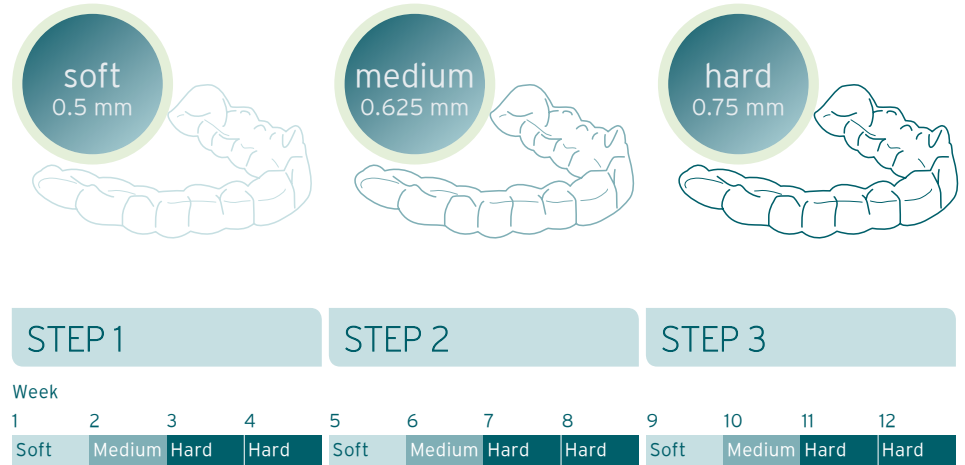 soft
0.5 mm
medium
0.625 mm
hard
0.75 mm
STEP 1
STEP 2
STEP 3
Week
1 2 3 4 5 6 7 8 9 10 11 12
Soft Medium Hard Hard Soft Medium Hard Hard Soft Medium Hard Hard